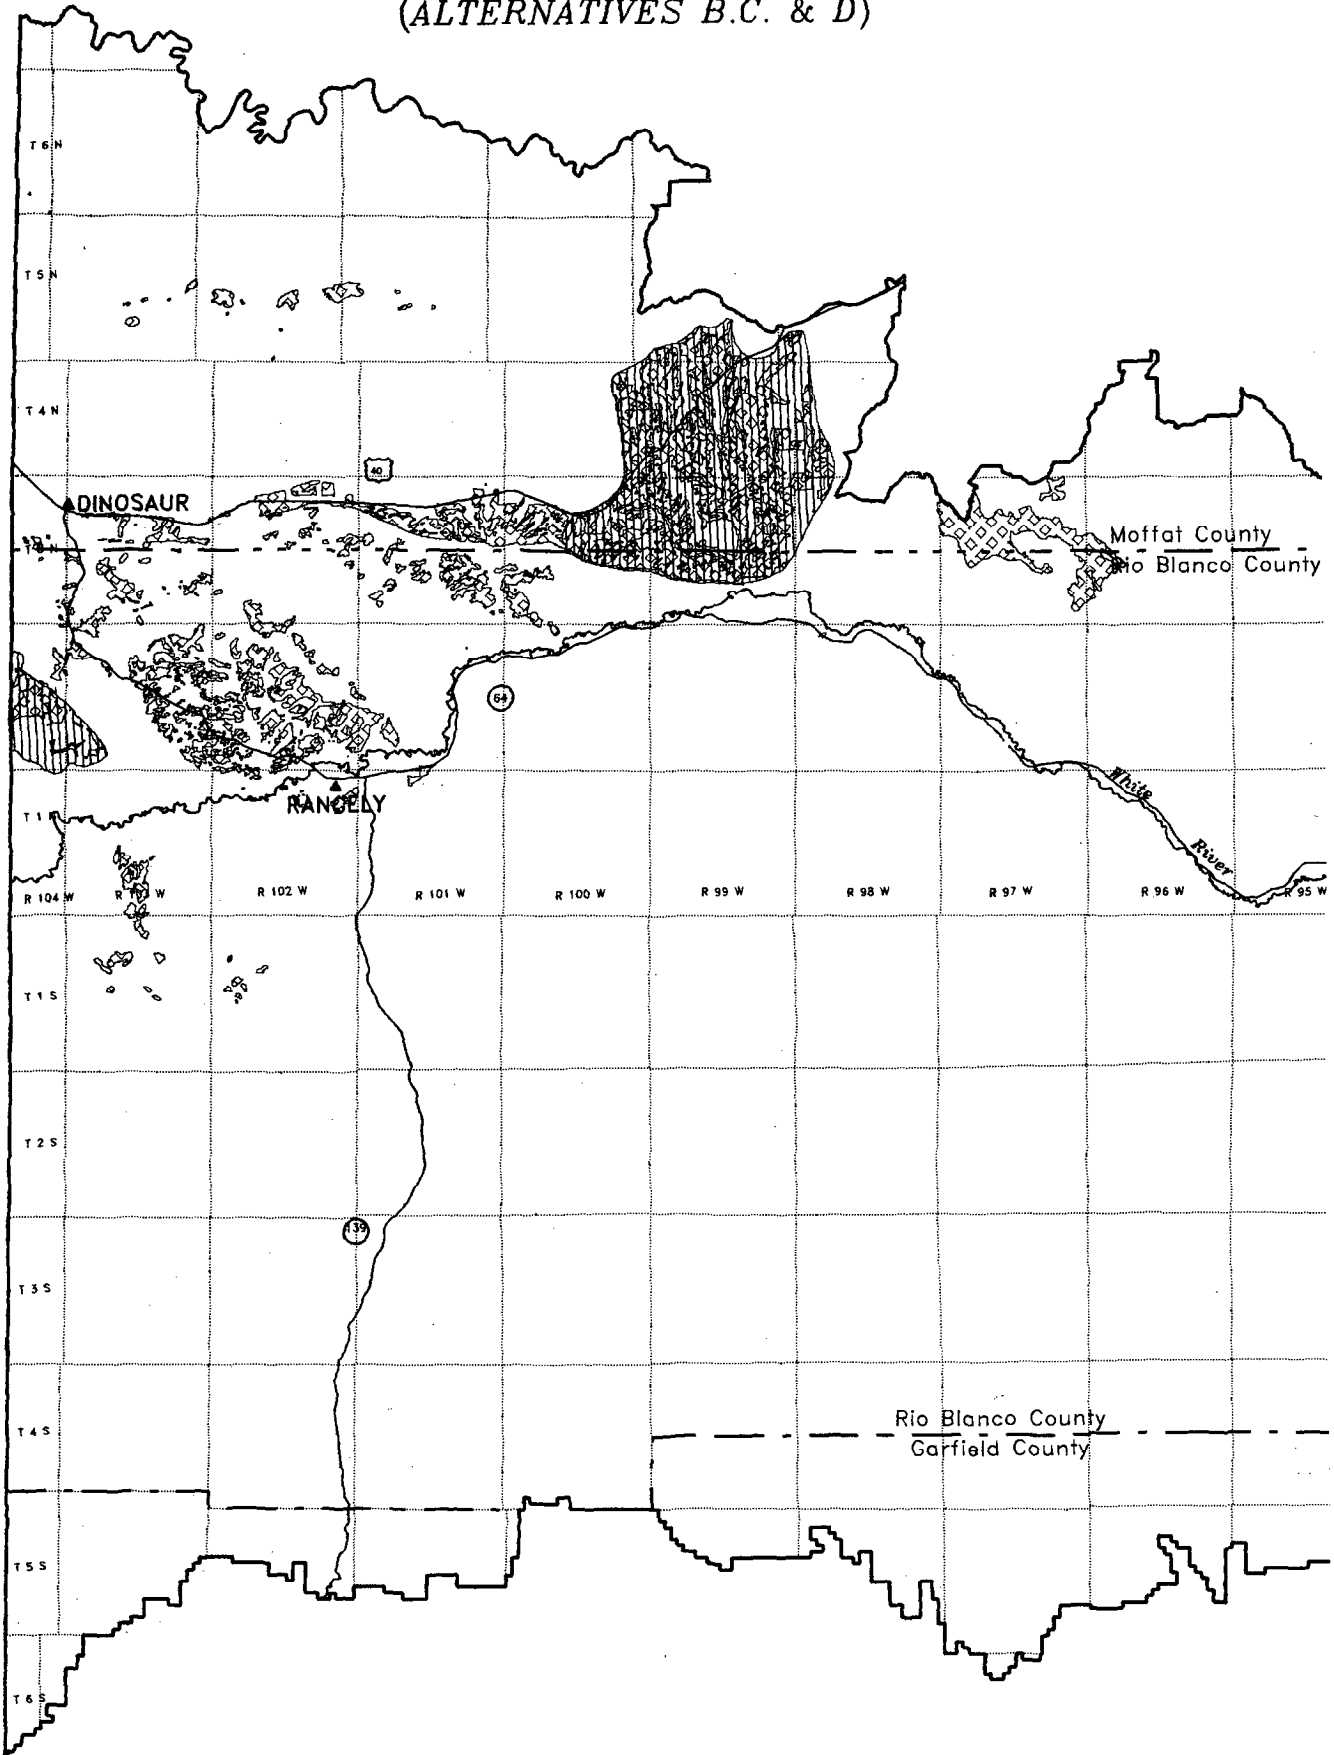 (ALTERNATIVES B.C. & D)
T 6 N
T 5 N
T 4 N
40
DINOSAUR
Moffat County
Rio Blanco County
64
RANGELY
White
River
R 104 W
R 102 W
R 101 W
R 100 W
R 99 W
R 98 W
R 97 W
R 96 W
R 95 W
T 1 S
T 2 S
139
T 3 S
Rio Blanco County
Garfield County
T 4 S
T 5 S
T 6 S